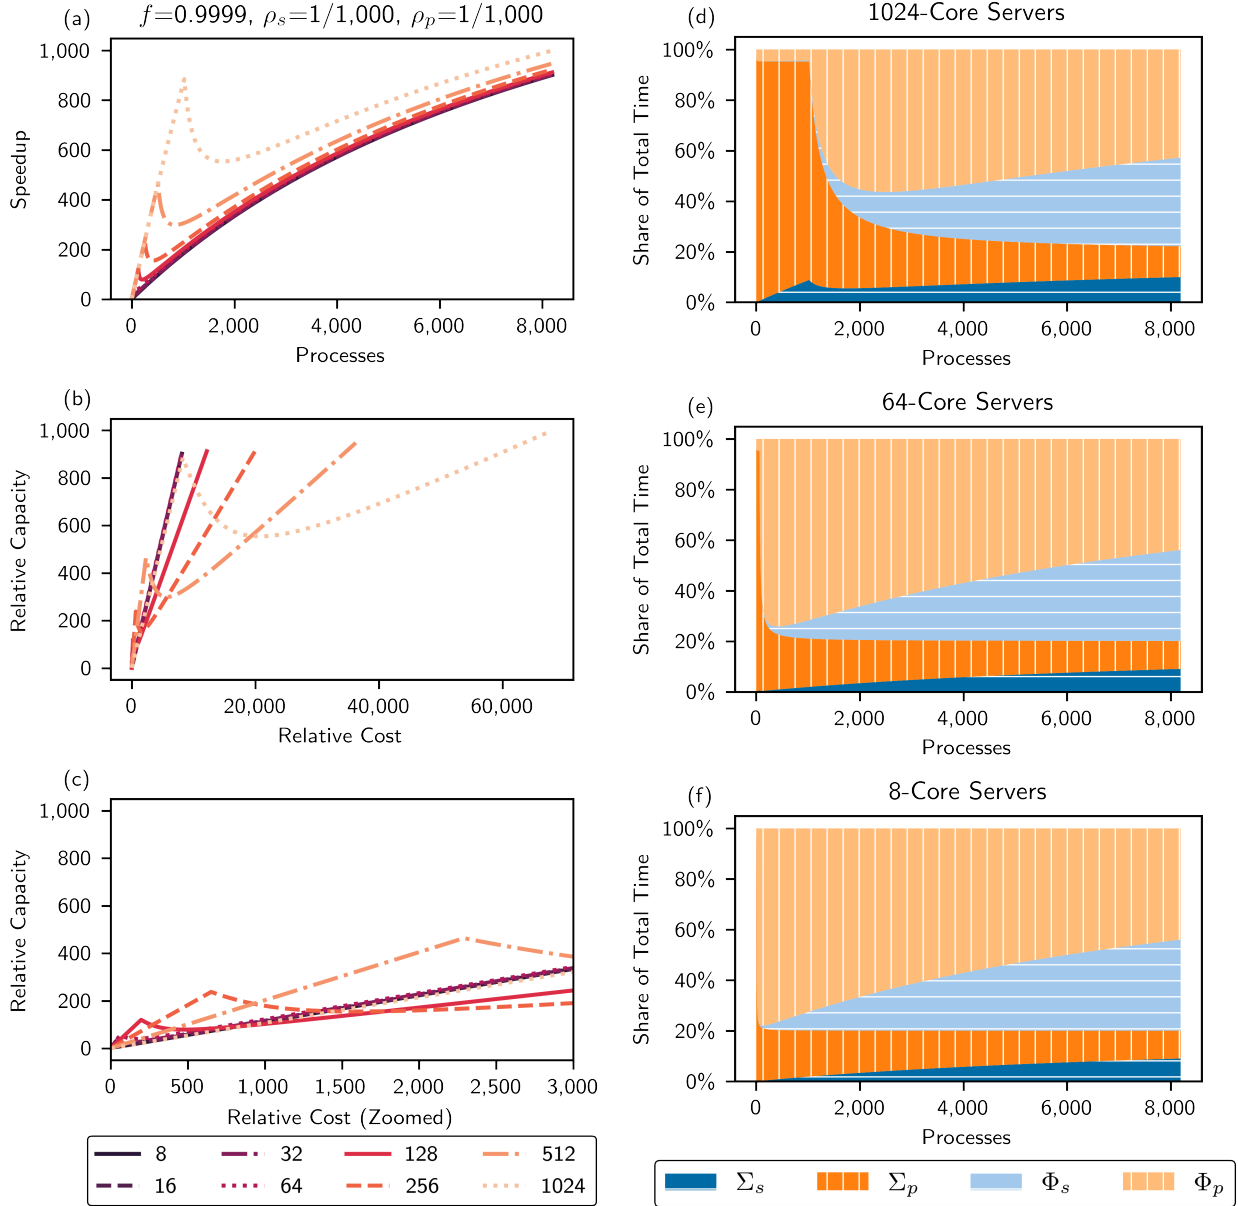 (a)
f=0.9999, ρs=1/1,000, ρp=1/1,000
1,000
800
600
400
200
0
Speedup
0 2,000 4,000 6,000 8,000
Processes
(b)
1,000
800
600
400
200
0
Relative Capacity
0 20,000 40,000 60,000
Relative Cost
(c)
1,000
800
600
400
200
0
Relative Capacity
0 500 1,000 1,500 2,000 2,500 3,000
Relative Cost (Zoomed)
8 32 128 512
16 64 256 1024
(d)
1024-Core Servers
100%
80%
60%
40%
20%
0%
Share of Total Time
0 2,000 4,000 6,000 8,000
Processes
(e)
64-Core Servers
100%
80%
60%
40%
20%
0%
Share of Total Time
0 2,000 4,000 6,000 8,000
Processes
(f)
8-Core Servers
100%
80%
60%
40%
20%
0%
Share of Total Time
0 2,000 4,000 6,000 8,000
Processes
Σs Σp Φs Φp